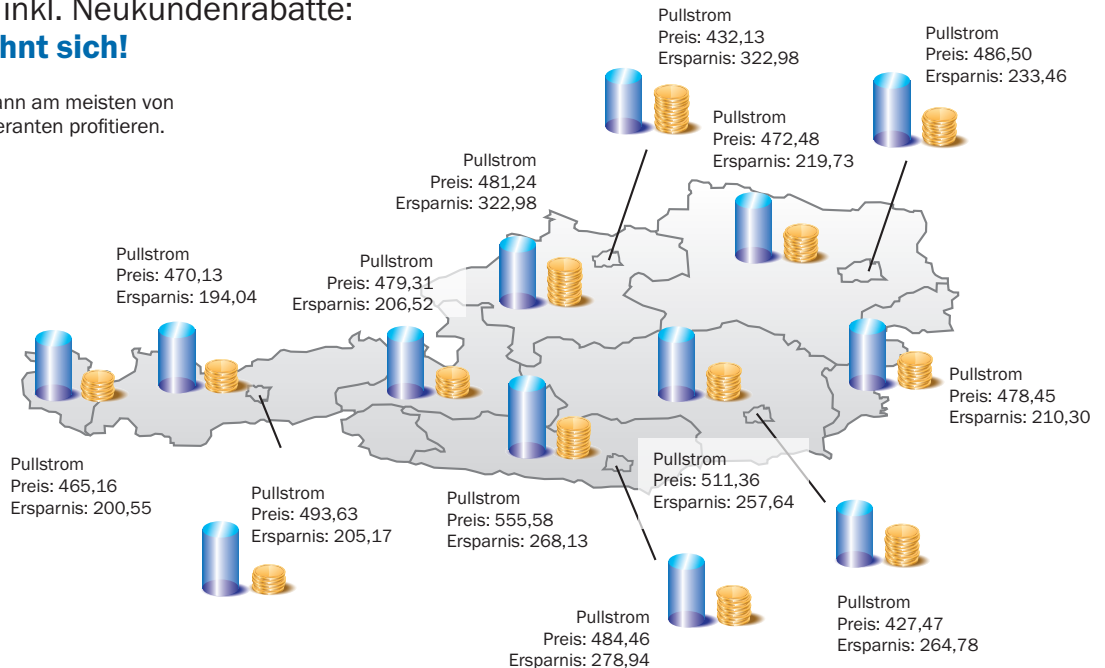 inkl. Neukundenrabatte:
hnt sich!
ann am meisten von
eranten profitieren.
Pullstrom
Preis: 432,13
Ersparnis: 322,98
Pullstrom
Preis: 486,50
Ersparnis: 233,46
Pullstrom
Preis: 472,48
Ersparnis: 219,73
Pullstrom
Preis: 481,24
Ersparnis: 322,98
Pullstrom
Preis: 470,13
Ersparnis: 194,04
Pullstrom
Preis: 479,31
Ersparnis: 206,52
Pullstrom
Preis: 478,45
Ersparnis: 210,30
Pullstrom
Preis: 465,16
Ersparnis: 200,55
Pullstrom
Preis: 493,63
Ersparnis: 205,17
Pullstrom
Preis: 555,58
Ersparnis: 268,13
Pullstrom
Preis: 511,36
Ersparnis: 257,64
Pullstrom
Preis: 484,46
Ersparnis: 278,94
Pullstrom
Preis: 427,47
Ersparnis: 264,78